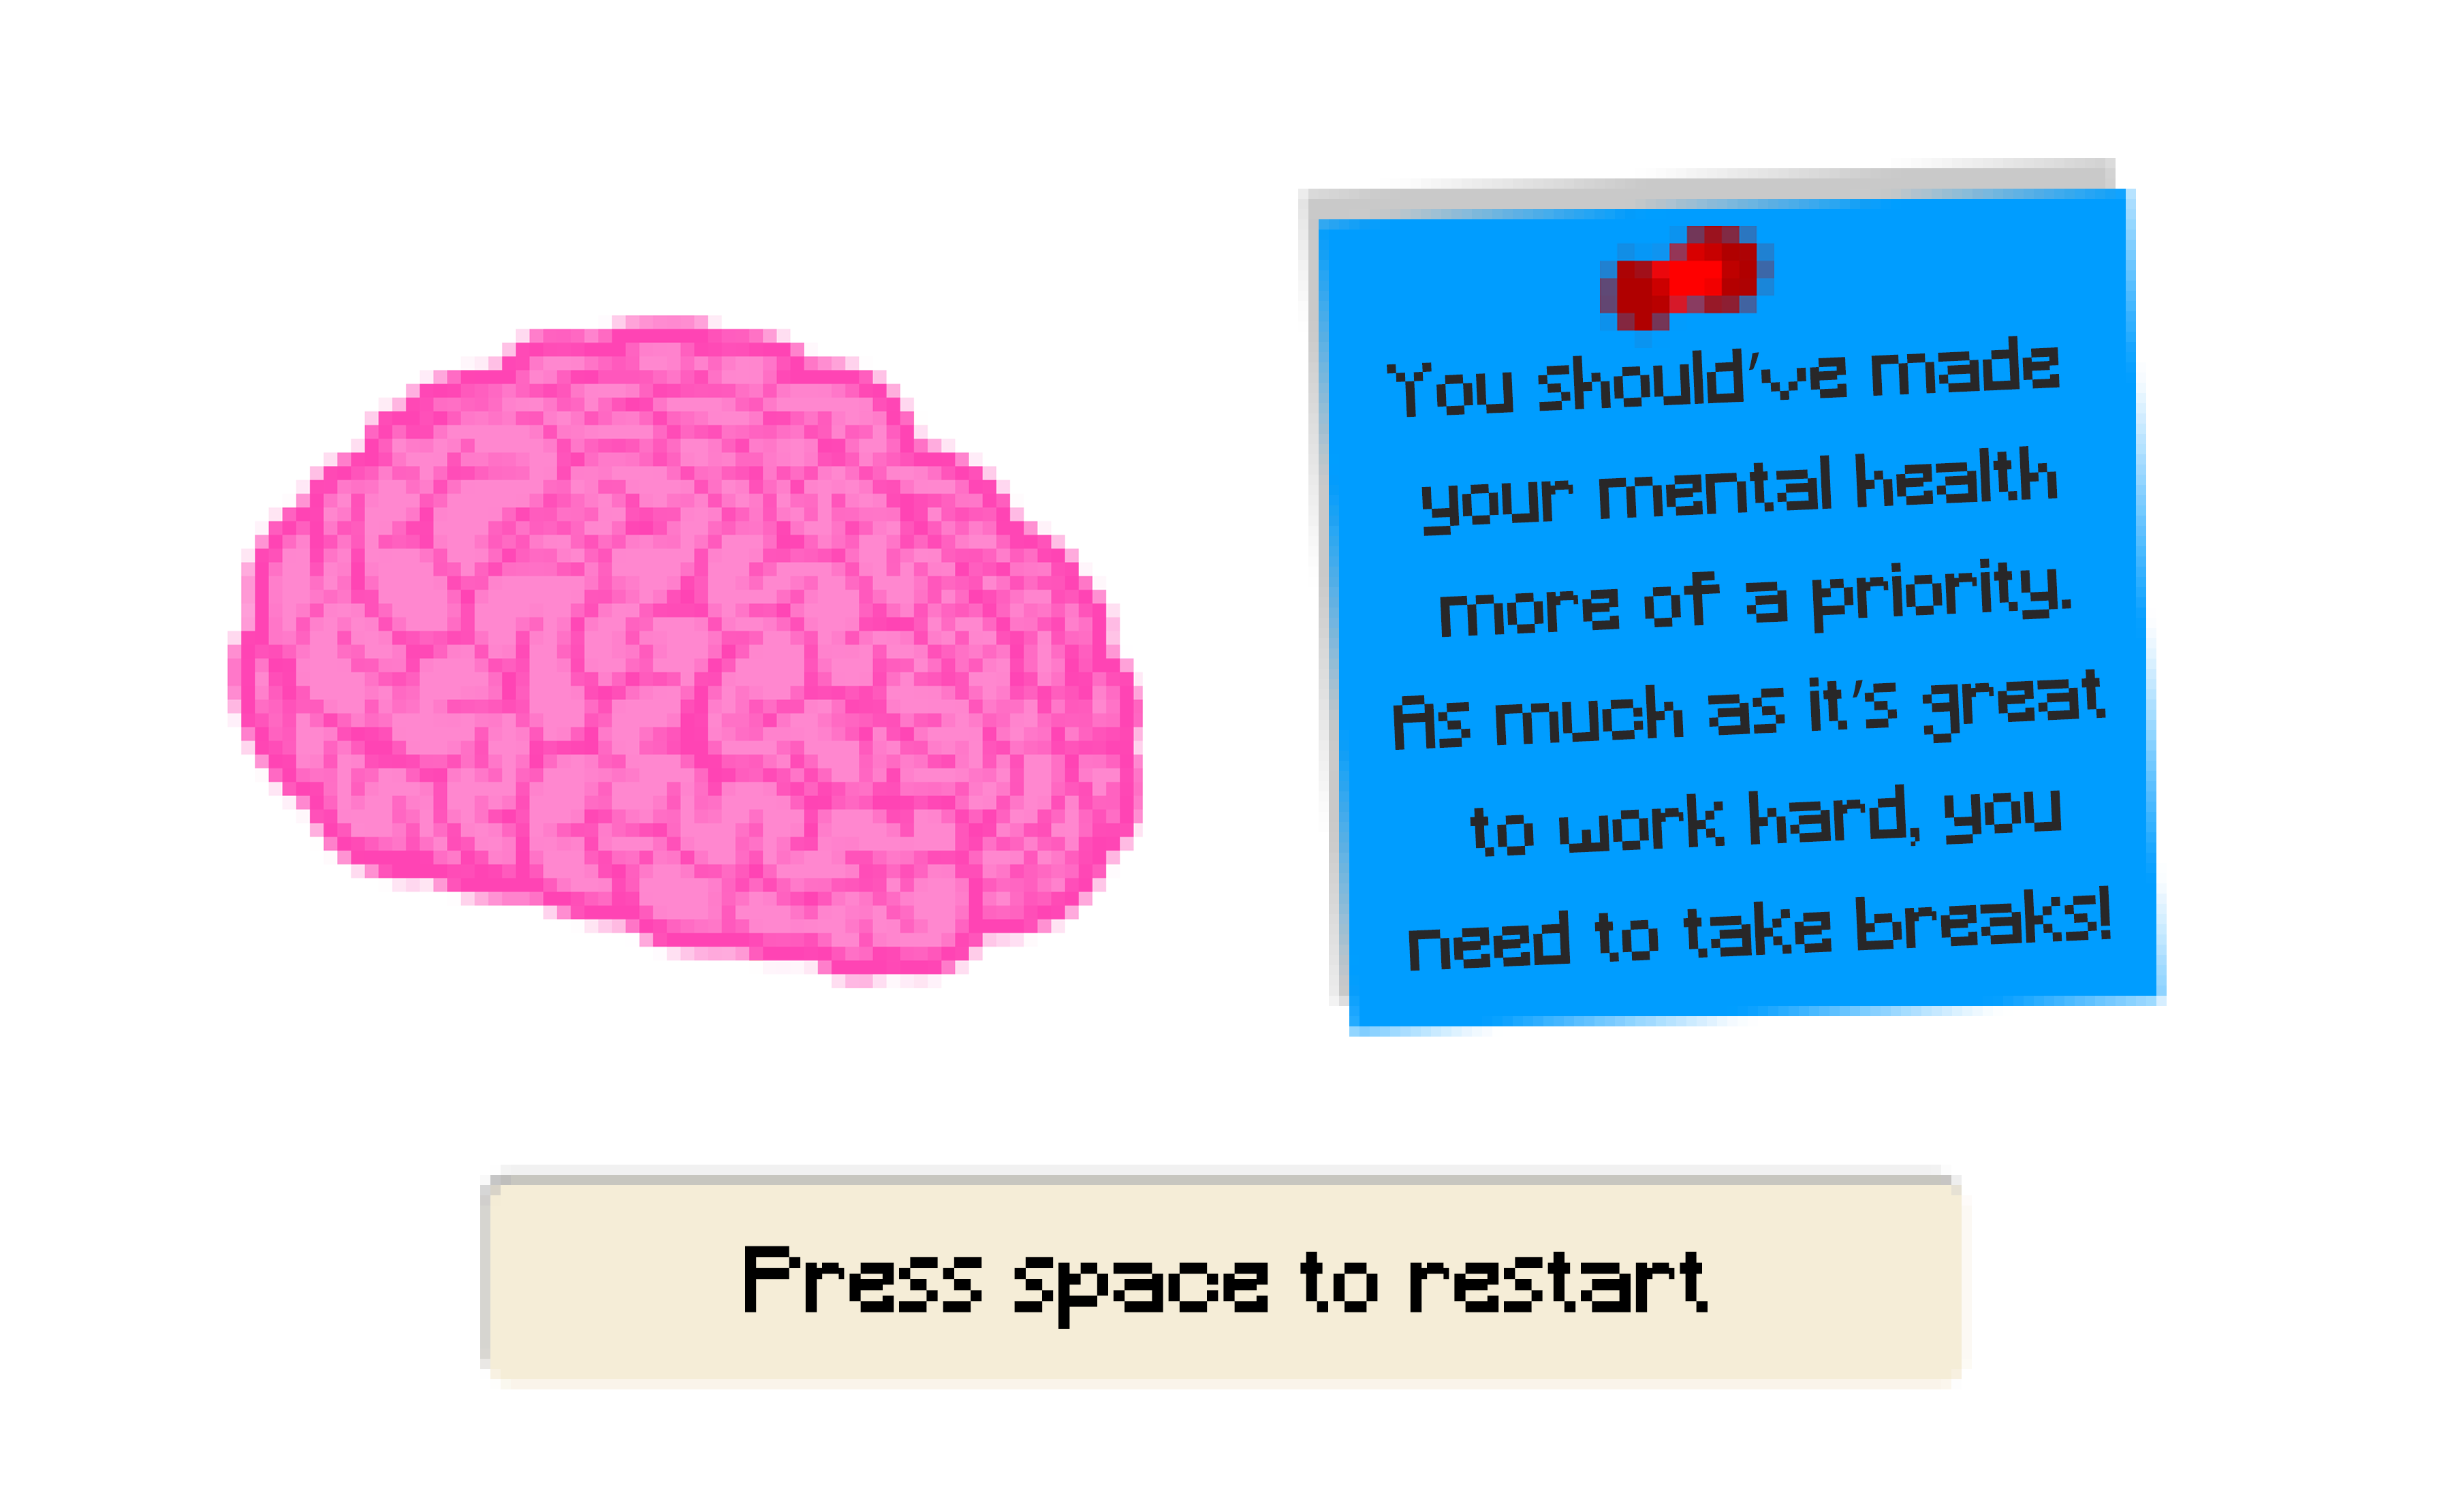 You should've made
your mental health
more of a priority.
As much as it's great
to work hard, you
need to take breaks!
Press space to restart